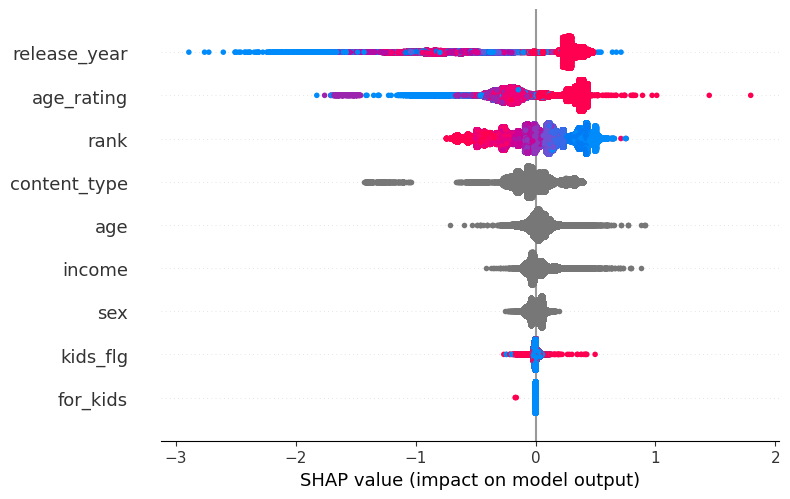 release_year
age_rating
rank
content_type
age
income
sex
kids_flg
for_kids
−3 −2 −1 0 1 2
SHAP value (impact on model output)